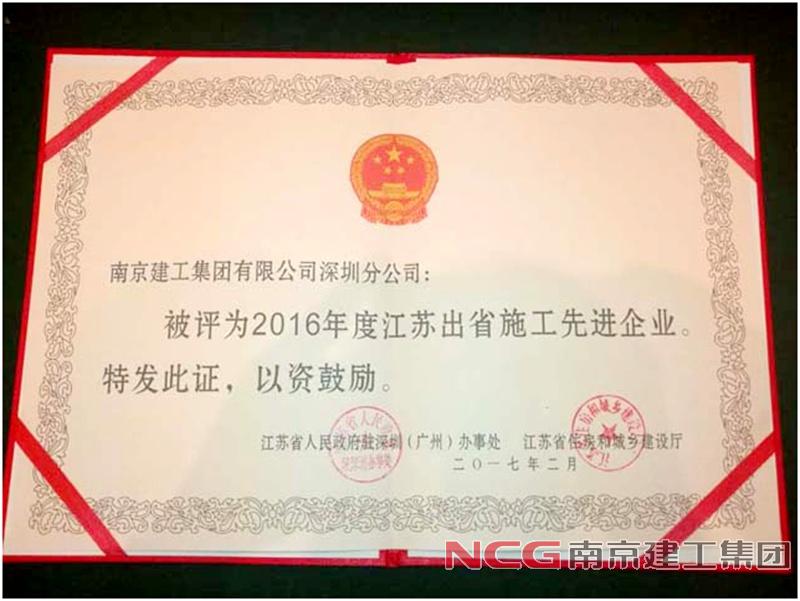 南京建工集团有限公司深圳分公司：
被评为2016年度江苏出省施工先进企业。
特发此证，以资鼓励。
江苏省人民政府驻深圳（广州）办事处 江苏省住房和城乡建设厅
二〇一七年二月
NCG南京建工集团